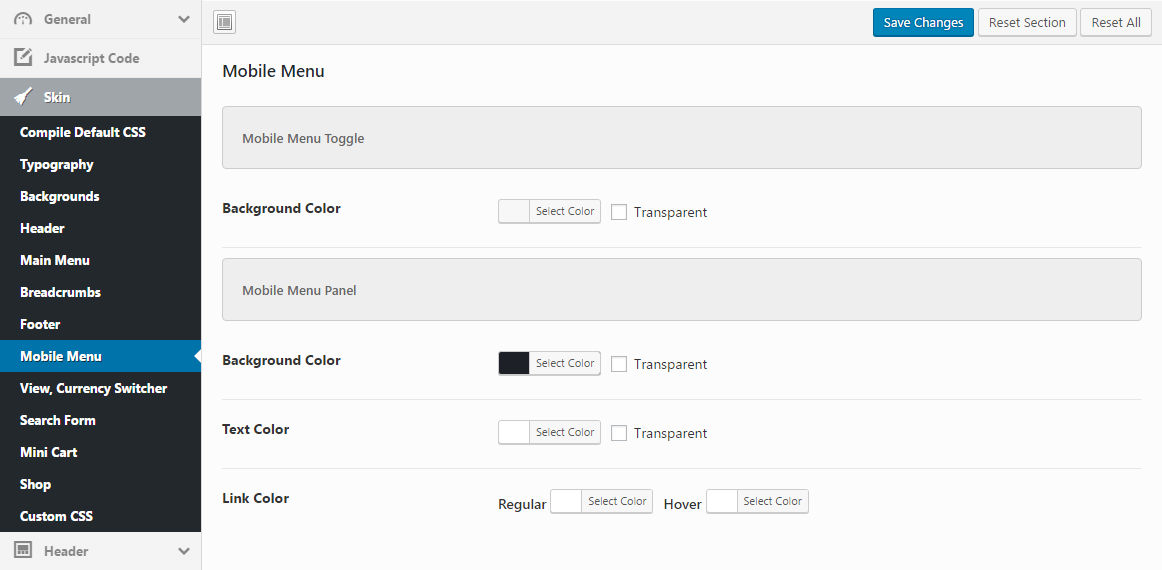 General
Javascript Code
Skin
Compile Default CSS
Typography
Backgrounds
Header
Main Menu
Breadcrumbs
Footer
Mobile Menu
View, Currency Switcher
Search Form
Mini Cart
Shop
Custom CSS
Header
Save Changes Reset Section Reset All
Mobile Menu
Mobile Menu Toggle
Background Color Select Color Transparent
Mobile Menu Panel
Background Color Select Color Transparent
Text Color Select Color Transparent
Link Color Regular Select Color Hover Select Color